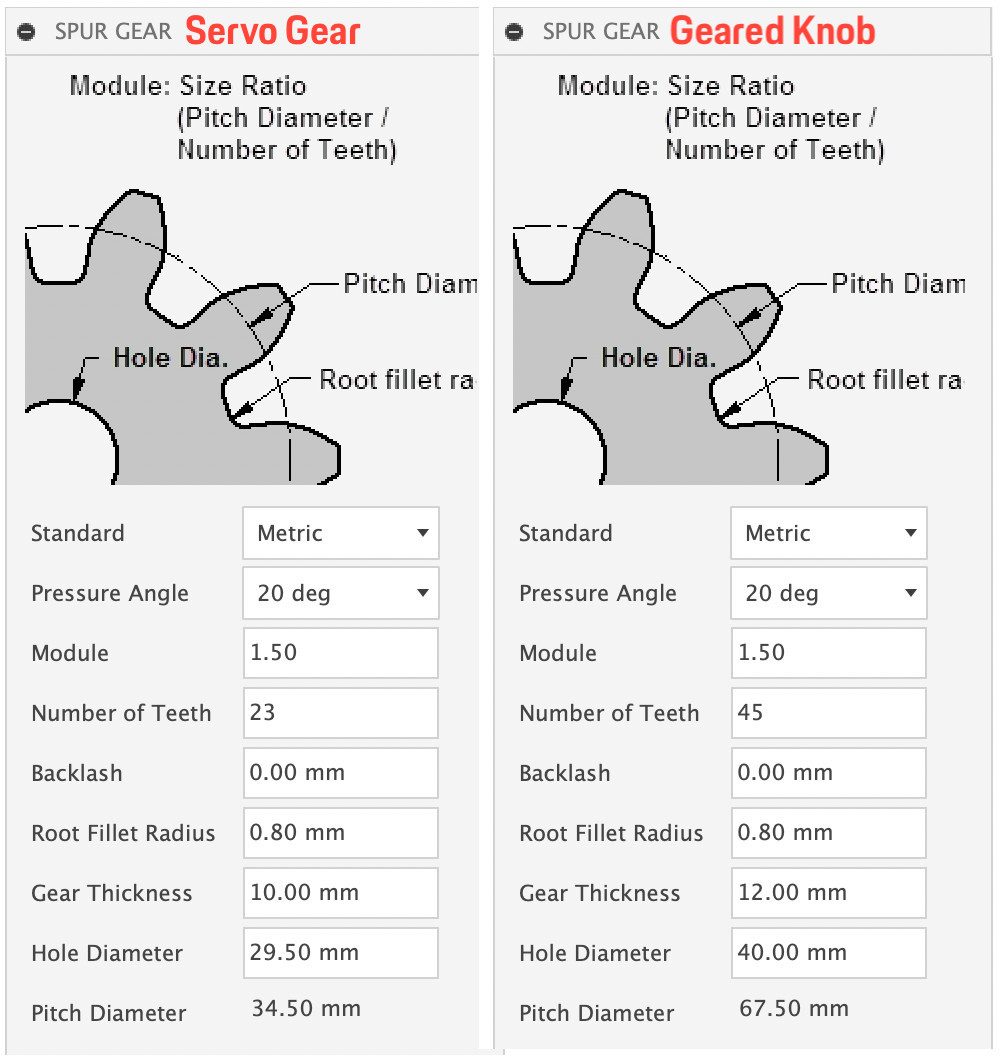 SPUR GEAR Servo Gear
Module: Size Ratio
(Pitch Diameter /
Number of Teeth)
Pitch Diam
Hole Dia.
Root fillet ra
Standard Metric
Pressure Angle 20 deg
Module 1.50
Number of Teeth 23
Backlash 0.00 mm
Root Fillet Radius 0.80 mm
Gear Thickness 10.00 mm
Hole Diameter 29.50 mm
Pitch Diameter 34.50 mm
SPUR GEAR Geared Knob
Module: Size Ratio
(Pitch Diameter /
Number of Teeth)
Pitch Diam
Hole Dia.
Root fillet ra
Standard Metric
Pressure Angle 20 deg
Module 1.50
Number of Teeth 45
Backlash 0.00 mm
Root Fillet Radius 0.80 mm
Gear Thickness 12.00 mm
Hole Diameter 40.00 mm
Pitch Diameter 67.50 mm